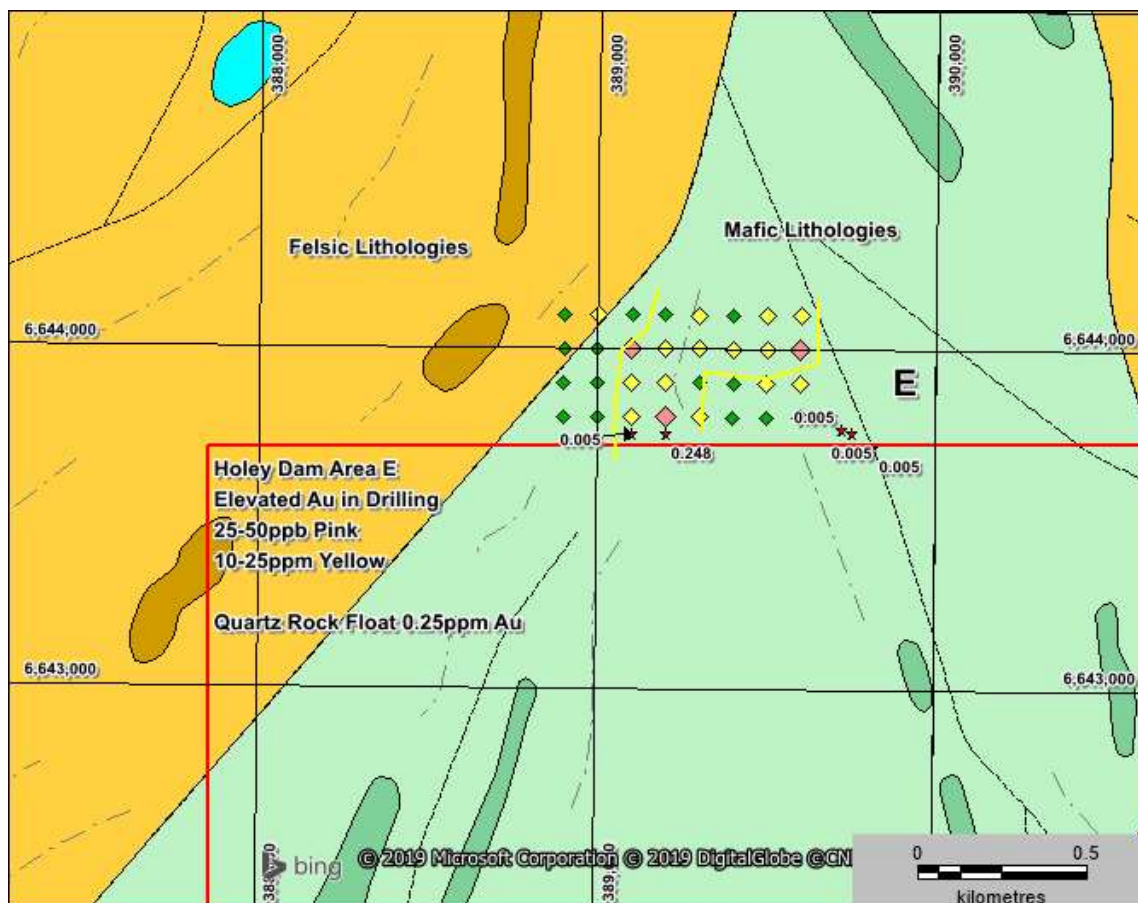 388,000
389,000
390,000
Felsic Lithologies
Mafic Lithologies
6,644,000
6,644,000
E
0.005
0.248
-0.005
0.005
0.005
Holey Dam Area E
Elevated Au in Drilling
25-50ppb Pink
10-25ppm Yellow
Quartz Rock Float 0.25ppm Au
6,643,000
6,643,000
bing
© 2019 Microsoft Corporation © 2019 DigitalGlobe @CN
0 0.5
kilometres